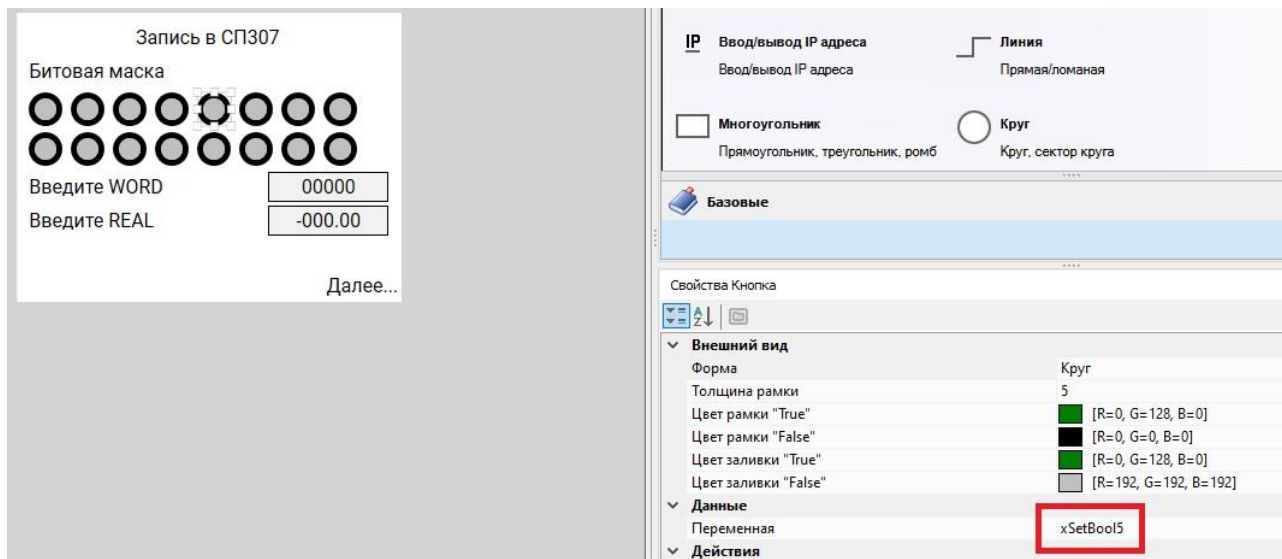 Запись в СП307
Битовая маска
Введите WORD 00000
Введите REAL -000.00
Далее...
IP Ввод/вывод IP адреса
Ввод/вывод IP адреса
Линия
Прямая/ломаная
Многоугольник
Прямоугольник, треугольник, ромб
Круг
Круг, сектор круга
Базовые
Свойства Кнопка
Внешний вид
Форма Круг
Толщина рамки 5
Цвет рамки "True" [R=0, G=128, B=0]
Цвет рамки "False" [R=0, G=0, B=0]
Цвет заливки "True" [R=0, G=128, B=0]
Цвет заливки "False" [R=192, G=192, B=192]
Данные
Переменная xSetBool5
Действия